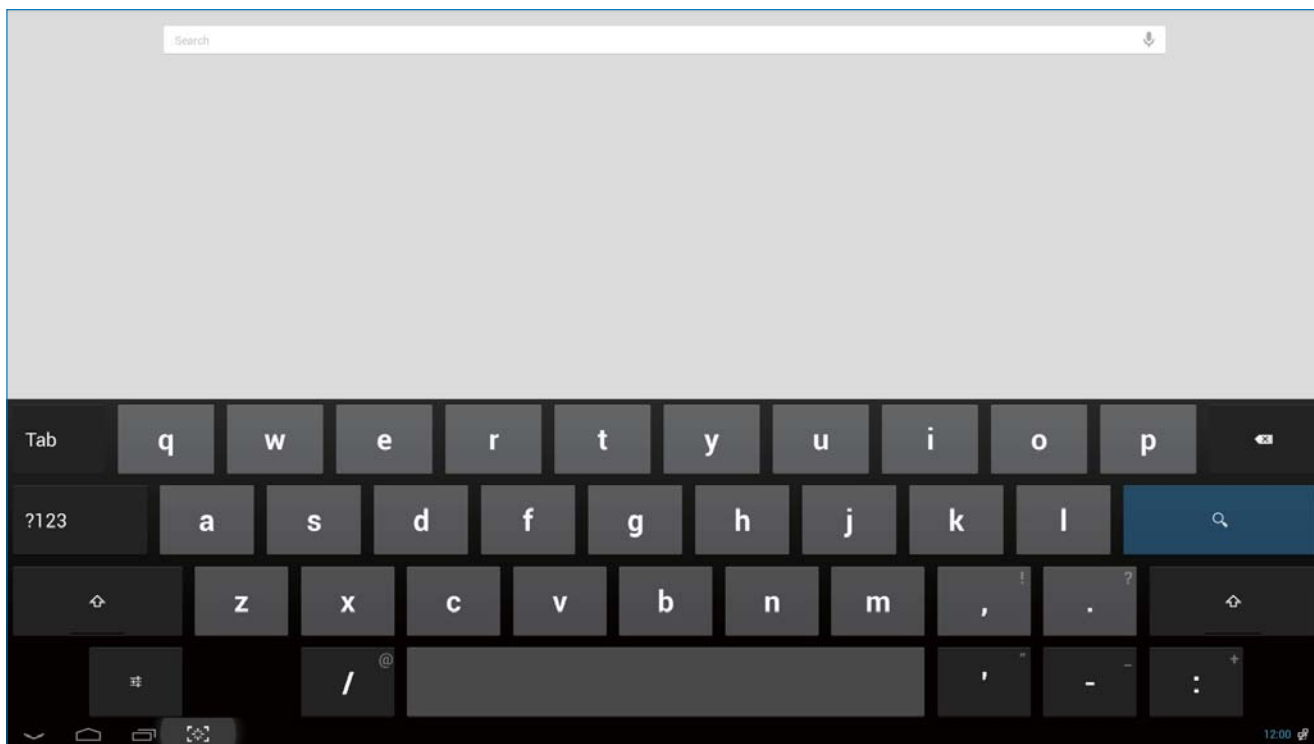 Search
Tab q w e r t y u i o p
?123 a s d f g h j k l
z x c v b n m , ! . ?
/ @ ' " - _ : +
12:00